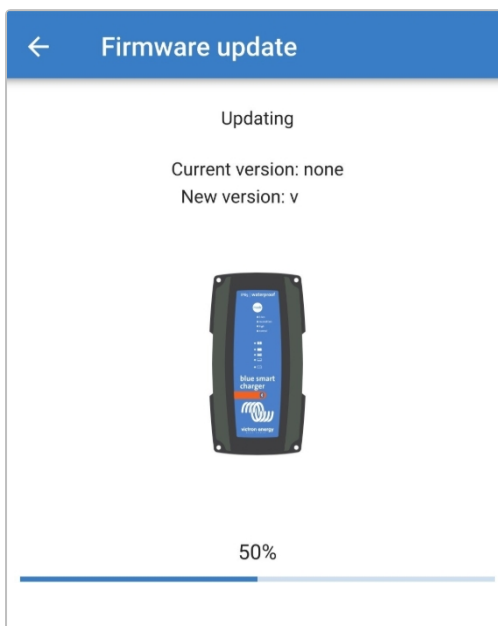 Firmware update
Updating
Current version: none
New version: v
blue smart
charger
victron energy
50%